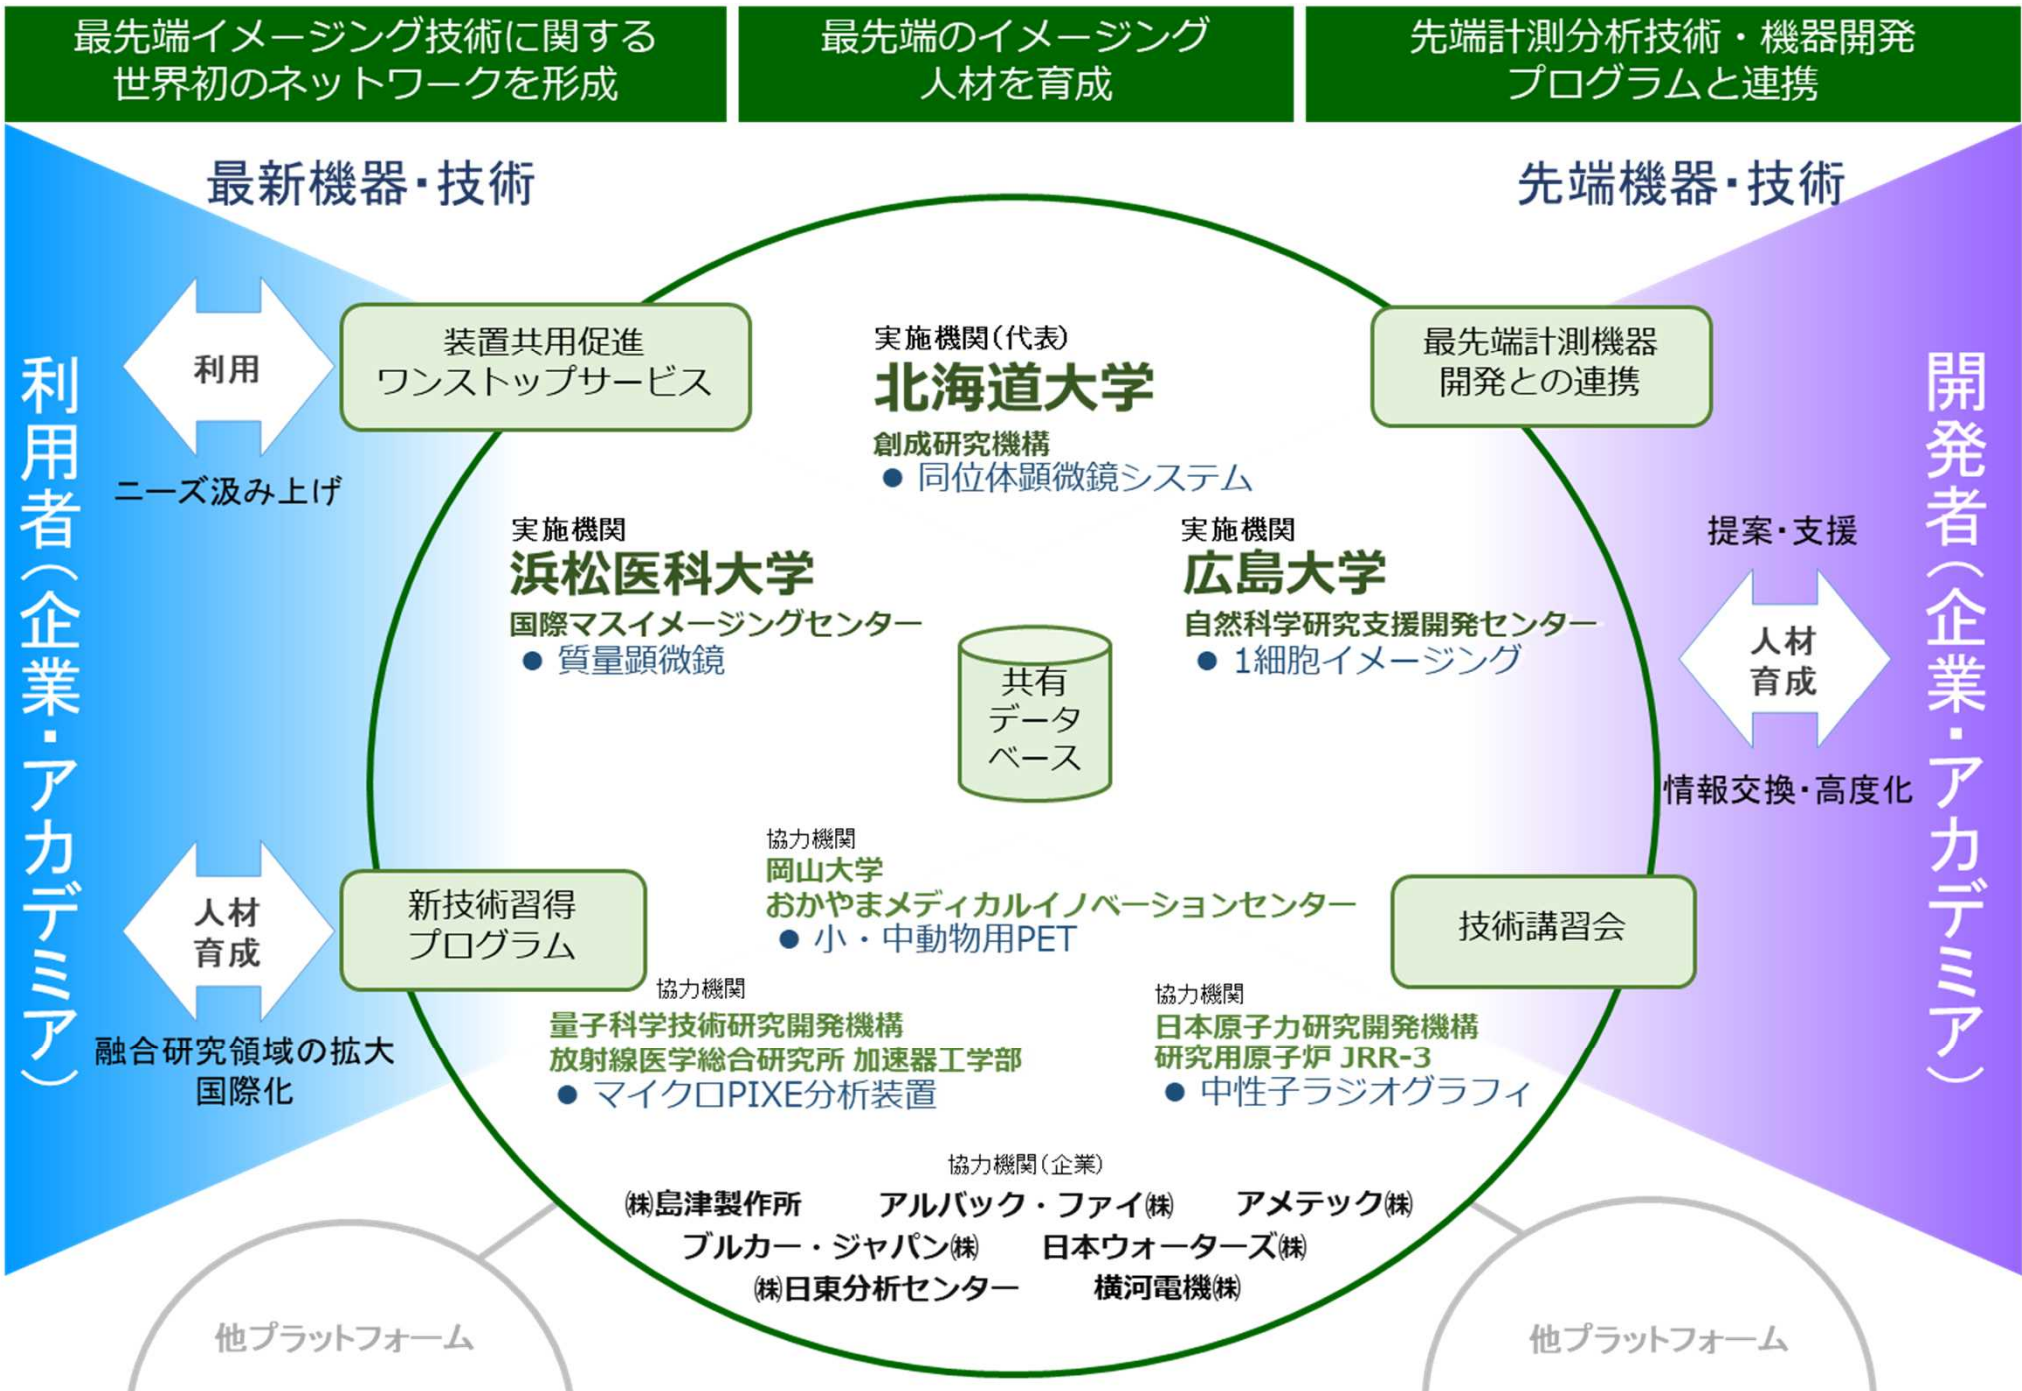 最先端イメージング技術に関する
世界初のネットワークを形成
最先端のイメージング
人材を育成
先端計測分析技術・機器開発
プログラムと連携
最新機器・技術
先端機器・技術
利用者（企業・アカデミア）
利用
ニーズ汲み上げ
装置共用促進
ワンストップサービス
実施機関（代表）
北海道大学
創成研究機構
● 同位体顕微鏡システム
最先端計測機器
開発との連携
開発者（企業・アカデミア）
実施機関
浜松医科大学
国際マスイメージングセンター
● 質量顕微鏡
実施機関
広島大学
自然科学研究支援開発センター
● 1細胞イメージング
提案・支援
人材
育成
情報交換・高度化
共有
データ
ベース
人材
育成
融合研究領域の拡大
国際化
新技術習得
プログラム
協力機関
岡山大学
おかやまメディカルイノベーションセンター
● 小・中動物用PET
技術講習会
協力機関
量子科学技術研究開発機構
放射線医学総合研究所 加速器工学部
● マイクロPIXE分析装置
協力機関
日本原子力研究開発機構
研究用原子炉 JRR-3
● 中性子ラジオグラフィ
協力機関（企業）
㈱島津製作所 アルバック・ファイ㈱ アメテック㈱
ブルカー・ジャパン㈱ 日本ウォーターズ㈱
㈱日東分析センター 横河電機㈱
他プラットフォーム
他プラットフォーム